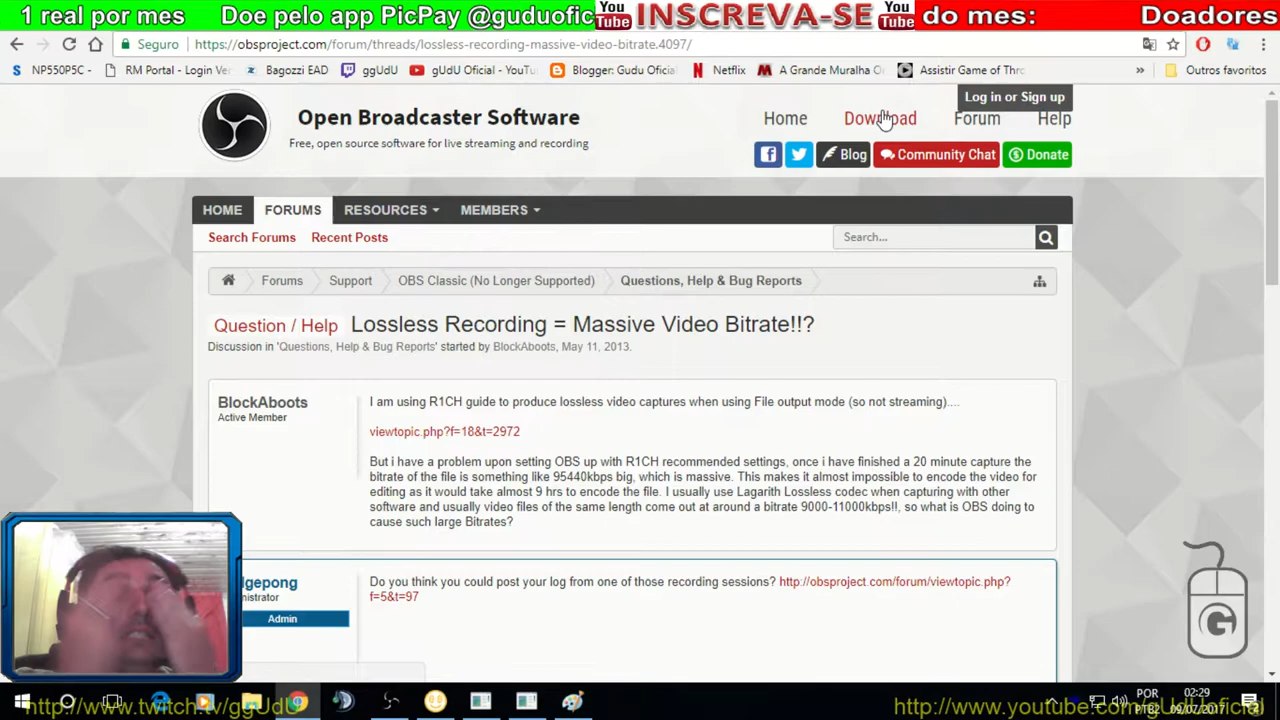 1 real por mes Doe pelo app PicPay @guduofic You Tube INSCREVA-SE You Tube do mes: Doadores
Seguro https://obsproject.com/forum/threads/lossless-recording-massive-video-bitrate.4097/
NP550P5C - RM Portal - Login Ver Bagozzi EAD ggUdU gUdU Oficial - YouTu Blogger: Gudu Oficia Netflix A Grande Muralha O Assistir Game of Thro » Outros favoritos
Log in or Sign up
Open Broadcaster Software
Free, open source software for live streaming and recording
Home Download Forum Help
Blog Community Chat Donate
HOME FORUMS RESOURCES MEMBERS
Search Forums Recent Posts Search...
Forums Support OBS Classic (No Longer Supported) Questions, Help & Bug Reports
Question / Help Lossless Recording = Massive Video Bitrate!!?
Discussion in 'Questions, Help & Bug Reports' started by BlockAboots, May 11, 2013.
BlockAboots
Active Member
I am using R1CH guide to produce lossless video captures when using File output mode (so not streaming)....
viewtopic.php?f=18&t=2972
But i have a problem upon setting OBS up with R1CH recommended settings, once i have finished a 20 minute capture the
bitrate of the file is something like 95440kbps big, which is massive. This makes it almost impossible to encode the video for
editing as it would take almost 9 hrs to encode the file. I usually use Lagarith Lossless codec when capturing with other
software and usually video files of the same length come out at around a bitrate 9000-11000kbps!!, so what is OBS doing to
cause such large Bitrates?
lgepong
nistrator
Admin
Do you think you could post your log from one of those recording sessions? http://obsproject.com/forum/viewtopic.php?
f=5&t=97
G
POR 02:29
PTB2 09/07/2017
http://www.twitch.tv/ggUdU